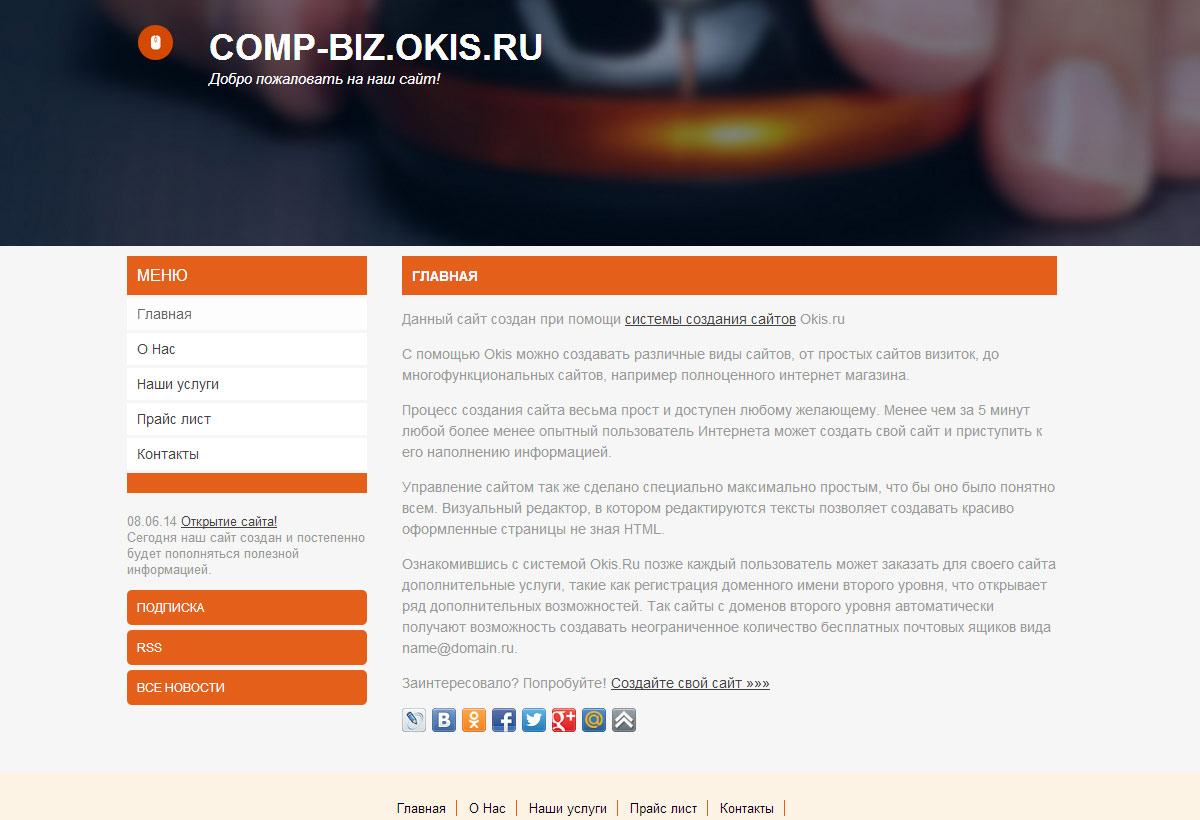 COMP-BIZ.OKIS.RU
Добро пожаловать на наш сайт!
МЕНЮ
Главная
О Нас
Наши услуги
Прайс лист
Контакты
08.06.14 Открытие сайта!
Сегодня наш сайт создан и постепенно
будет пополняться полезной
информацией.
ПОДПИСКА
RSS
ВСЕ НОВОСТИ
ГЛАВНАЯ
Данный сайт создан при помощи системы создания сайтов Okis.ru
С помощью Okis можно создавать различные виды сайтов, от простых сайтов визиток, до
многофункциональных сайтов, например полноценного интернет магазина.
Процесс создания сайта весьма прост и доступен любому желающему. Менее чем за 5 минут
любой более менее опытный пользователь Интернета может создать свой сайт и приступить к
его наполнению информацией.
Управление сайтом так же сделано специально максимально простым, что бы оно было понятно
всем. Визуальный редактор, в котором редактируются тексты позволяет создавать красиво
оформленные страницы не зная HTML.
Ознакомившись с системой Okis.Ru позже каждый пользователь может заказать для своего сайта
дополнительные услуги, такие как регистрация доменного имени второго уровня, что открывает
ряд дополнительных возможностей. Так сайты с доменов второго уровня автоматически
получают возможность создавать неограниченное количество бесплатных почтовых ящиков вида
name@domain.ru.
Заинтересовало? Попробуйте! Создайте свой сайт »»»
Главная
О Нас
Наши услуги
Прайс лист
Контакты